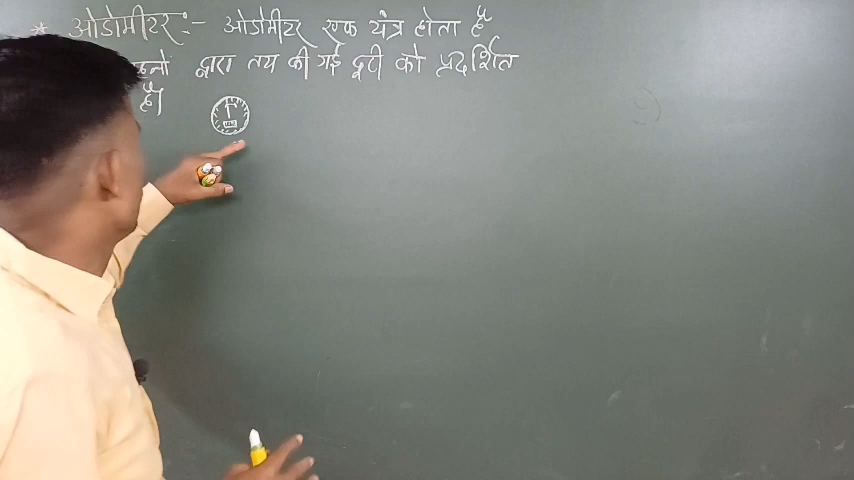 * ओडोमीटर :- ओडोमीटर एक यंत्र होता है
द्वारा तय की गई दूरी को प्रदर्शित
है।